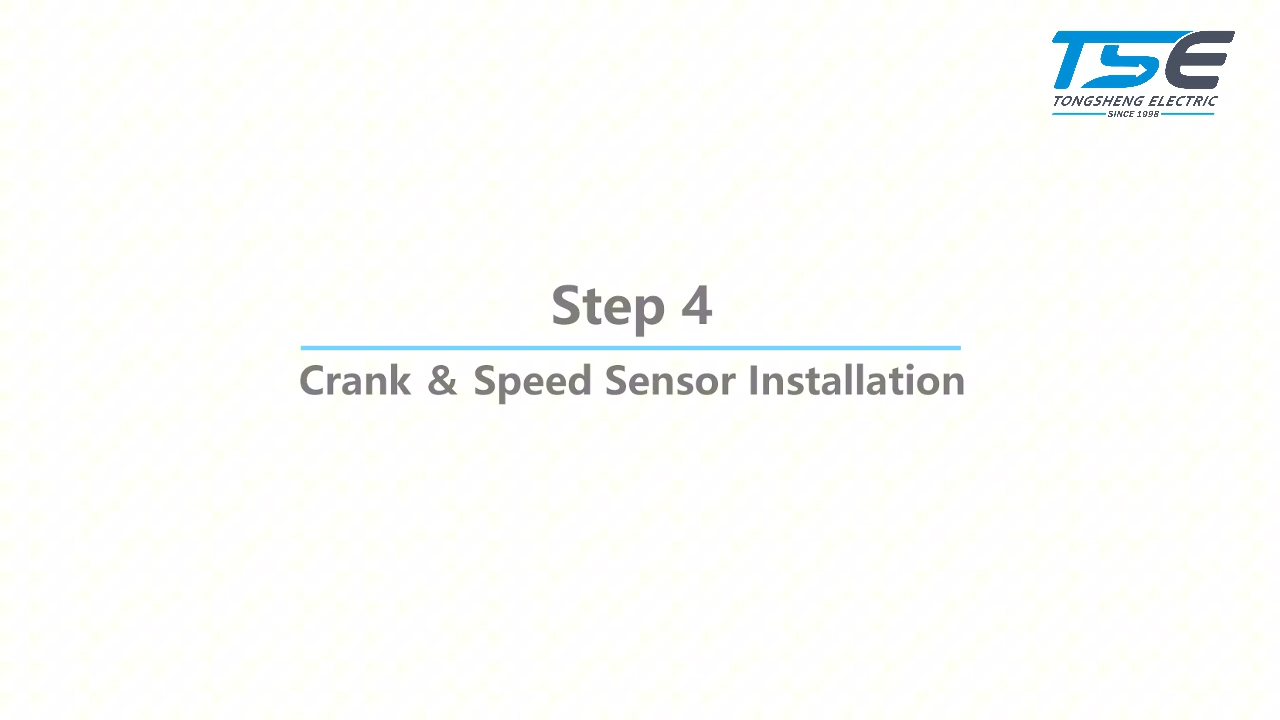 TSE
TONGSHENG ELECTRIC
SINCE 1998
Step 4
Crank & Speed Sensor Installation